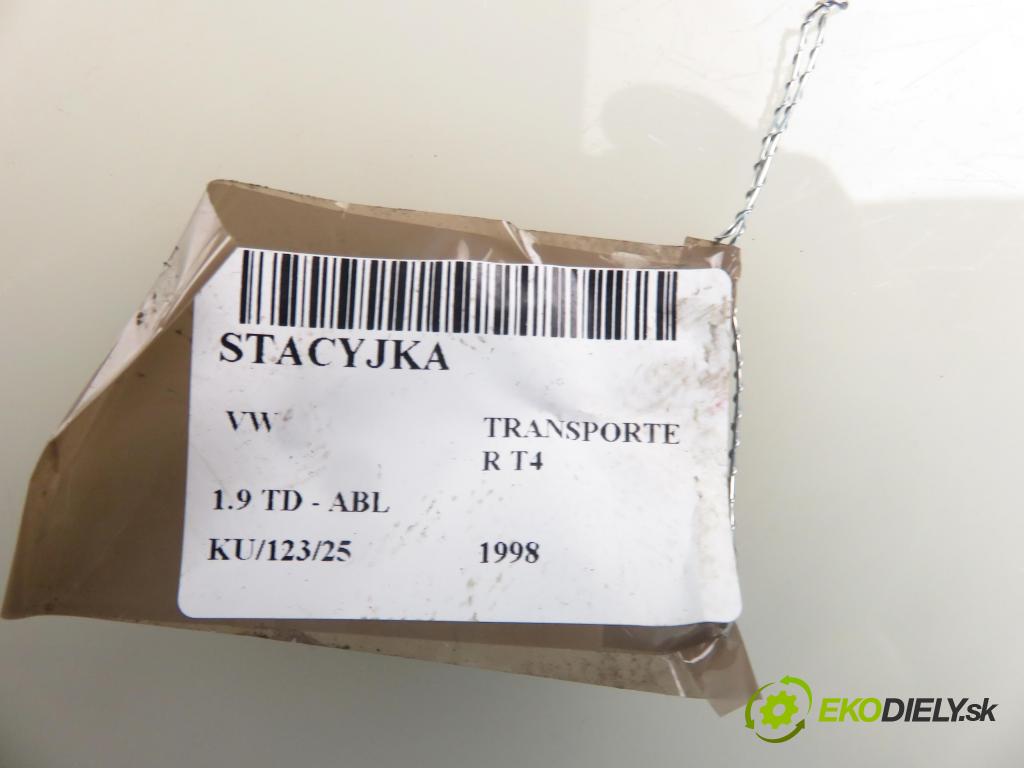 STACYJKA
VW TRANSPORTE
R T4
1.9 TD - ABL
KU/123/25 1998
EKODIELY.sk